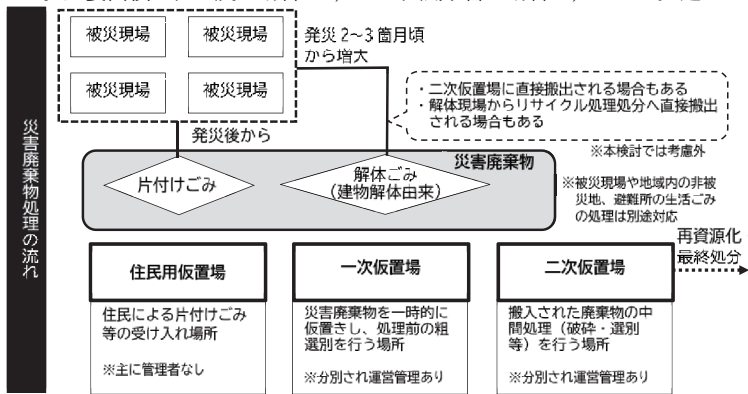 災害廃棄物処理の流れ
被災現場
被災現場
被災現場
被災現場
発災2~3箇月頃
から増大
発災後から
・二次仮置場に直接搬出される場合もある
・解体現場からリサイクル処理処分へ直接搬出
される場合もある
※本検討では考慮外
災害廃棄物
片付けごみ
解体ごみ
(建物解体由来)
※被災現場や地域内の非被
災地、避難所の生活ごみ
の処理は別途対応
再資源化
最終処分
住民用仮置場
住民による片付けごみ
等の受け入れ場所
※主に管理者なし
一次仮置場
災害廃棄物を一時的に
仮置きし、処理前の粗
選別を行う場所
※分別され運営管理あり
二次仮置場
搬入された廃棄物の中
間処理(破砕・選別
等)を行う場所
※分別され運営管理あり